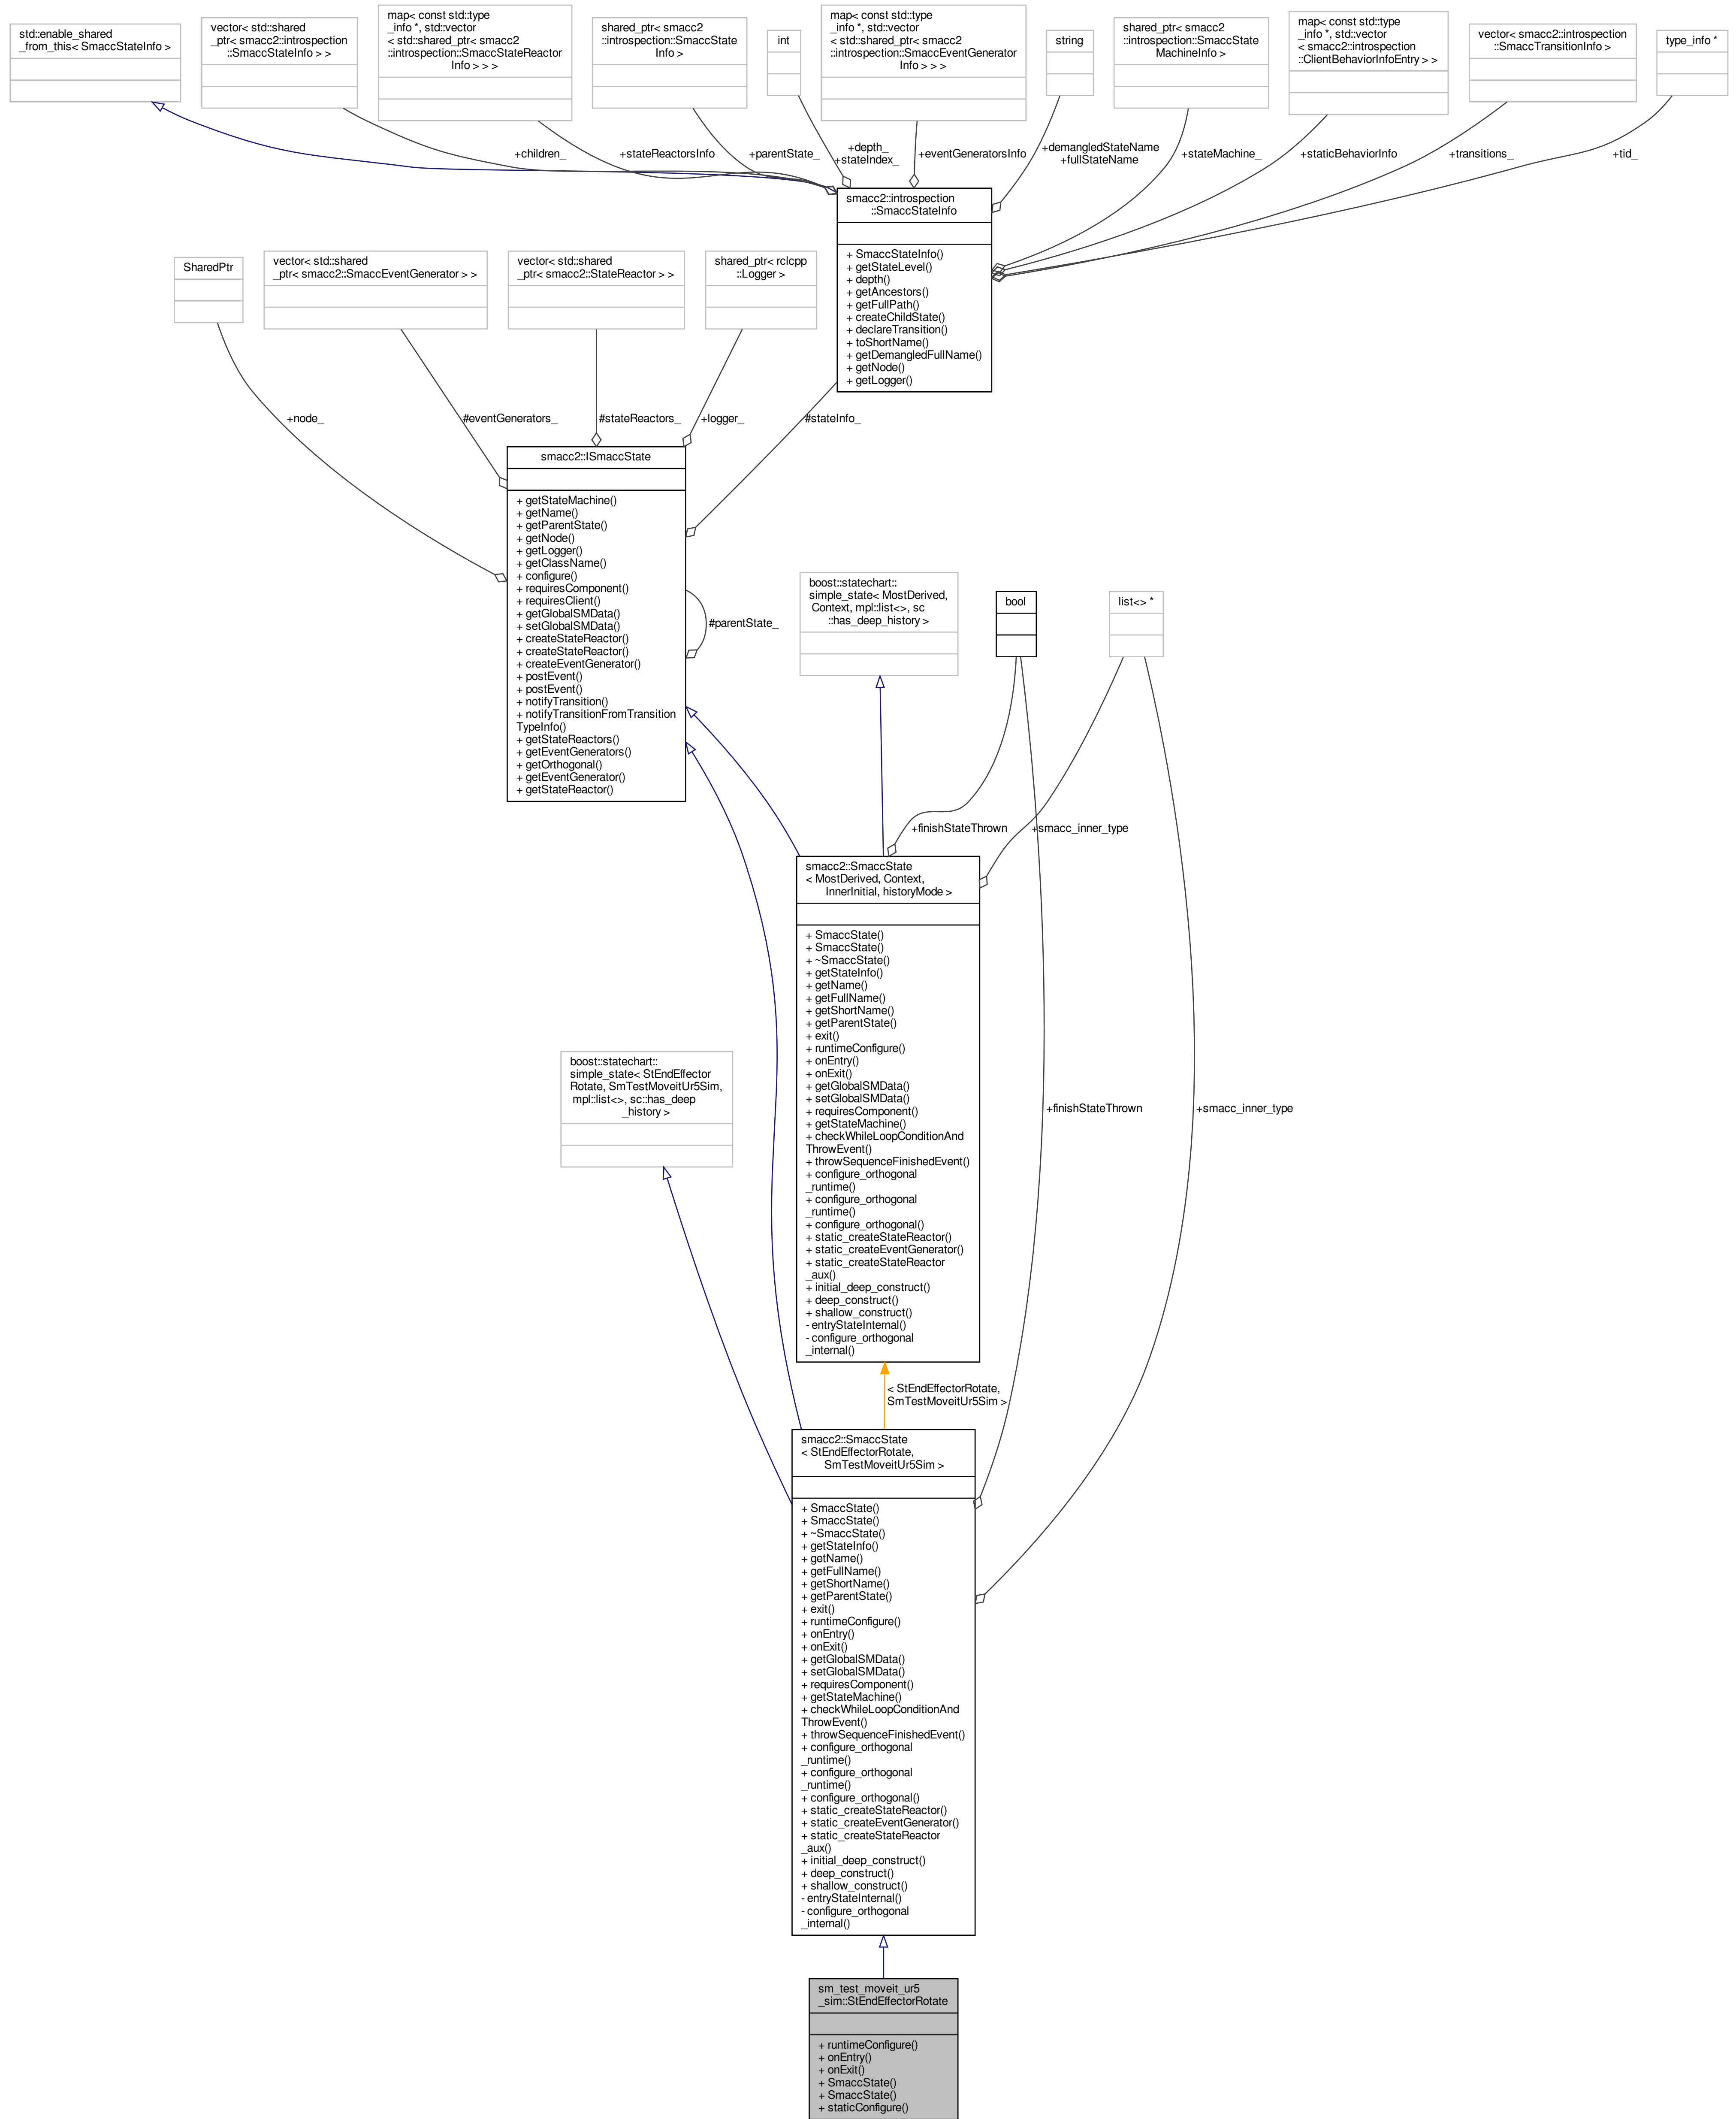 std::enable_shared
_from_this< SmaccStateInfo >
vector< std::shared
_ptr< smacc2::introspection
::SmaccStateInfo > >
map< const std::type
_info *, std::vector
< std::shared_ptr< smacc2
::introspection::SmaccStateReactor
Info > > >
shared_ptr< smacc2
::introspection::SmaccState
Info >
int
map< const std::type
_info *, std::vector
< std::shared_ptr< smacc2
::introspection::SmaccEventGenerator
Info > > >
string
shared_ptr< smacc2
::introspection::SmaccState
MachineInfo >
map< const std::type
_info *, std::vector
< smacc2::introspection
::ClientBehaviorInfoEntry > >
vector< smacc2::introspection
::SmaccTransitionInfo >
type_info *
+children_
+stateReactorsInfo
+parentState_
+depth_
+stateIndex_
+eventGeneratorsInfo
+demangledStateName
+fullStateName
+stateMachine_
+staticBehaviorInfo
+transitions_
+tid_
smacc2::introspection
::SmaccStateInfo
+ SmaccStateInfo()
+ getStateLevel()
+ depth()
+ getAncestors()
+ getFullPath()
+ createChildState()
+ declareTransition()
+ toShortName()
+ getDemangledFullName()
+ getNode()
+ getLogger()
SharedPtr
vector< std::shared
_ptr< smacc2::SmaccEventGenerator > >
vector< std::shared
_ptr< smacc2::StateReactor > >
shared_ptr< rclcpp
::Logger >
+node_
#eventGenerators_
#stateReactors_
+logger_
#stateInfo_
smacc2::ISmaccState
+ getStateMachine()
+ getName()
+ getParentState()
+ getNode()
+ getLogger()
+ getClassName()
+ configure()
+ requiresComponent()
+ requiresClient()
+ getGlobalSMData()
+ setGlobalSMData()
+ createStateReactor()
+ createStateReactor()
+ createEventGenerator()
+ postEvent()
+ postEvent()
+ notifyTransition()
+ notifyTransitionFromTransition
TypeInfo()
+ getStateReactors()
+ getEventGenerators()
+ getOrthogonal()
+ getEventGenerator()
+ getStateReactor()
#parentState_
boost::statechart::
simple_state< MostDerived,
Context, mpl::list<>, sc
::has_deep_history >
bool
list<> *
+finishStateThrown
+smacc_inner_type
smacc2::SmaccState
< MostDerived, Context,
InnerInitial, historyMode >
+ SmaccState()
+ SmaccState()
+ ~SmaccState()
+ getStateInfo()
+ getName()
+ getFullName()
+ getShortName()
+ getParentState()
+ exit()
+ runtimeConfigure()
+ onEntry()
+ onExit()
+ getGlobalSMData()
+ setGlobalSMData()
+ requiresComponent()
+ getStateMachine()
+ checkWhileLoopConditionAnd
ThrowEvent()
+ throwSequenceFinishedEvent()
+ configure_orthogonal
_runtime()
+ configure_orthogonal
_runtime()
+ configure_orthogonal()
+ static_createStateReactor()
+ static_createEventGenerator()
+ static_createStateReactor
_aux()
+ initial_deep_construct()
+ deep_construct()
+ shallow_construct()
- entryStateInternal()
- configure_orthogonal
_internal()
boost::statechart::
simple_state< StEndEffector
Rotate, SmTestMoveitUr5Sim,
mpl::list<>, sc::has_deep
_history >
+finishStateThrown
+smacc_inner_type
< StEndEffectorRotate,
SmTestMoveitUr5Sim >
smacc2::SmaccState
< StEndEffectorRotate,
SmTestMoveitUr5Sim >
+ SmaccState()
+ SmaccState()
+ ~SmaccState()
+ getStateInfo()
+ getName()
+ getFullName()
+ getShortName()
+ getParentState()
+ exit()
+ runtimeConfigure()
+ onEntry()
+ onExit()
+ getGlobalSMData()
+ setGlobalSMData()
+ requiresComponent()
+ getStateMachine()
+ checkWhileLoopConditionAnd
ThrowEvent()
+ throwSequenceFinishedEvent()
+ configure_orthogonal
_runtime()
+ configure_orthogonal
_runtime()
+ configure_orthogonal()
+ static_createStateReactor()
+ static_createEventGenerator()
+ static_createStateReactor
_aux()
+ initial_deep_construct()
+ deep_construct()
+ shallow_construct()
- entryStateInternal()
- configure_orthogonal
_internal()
sm_test_moveit_ur5
_sim::StEndEffectorRotate
+ runtimeConfigure()
+ onEntry()
+ onExit()
+ SmaccState()
+ SmaccState()
+ staticConfigure()